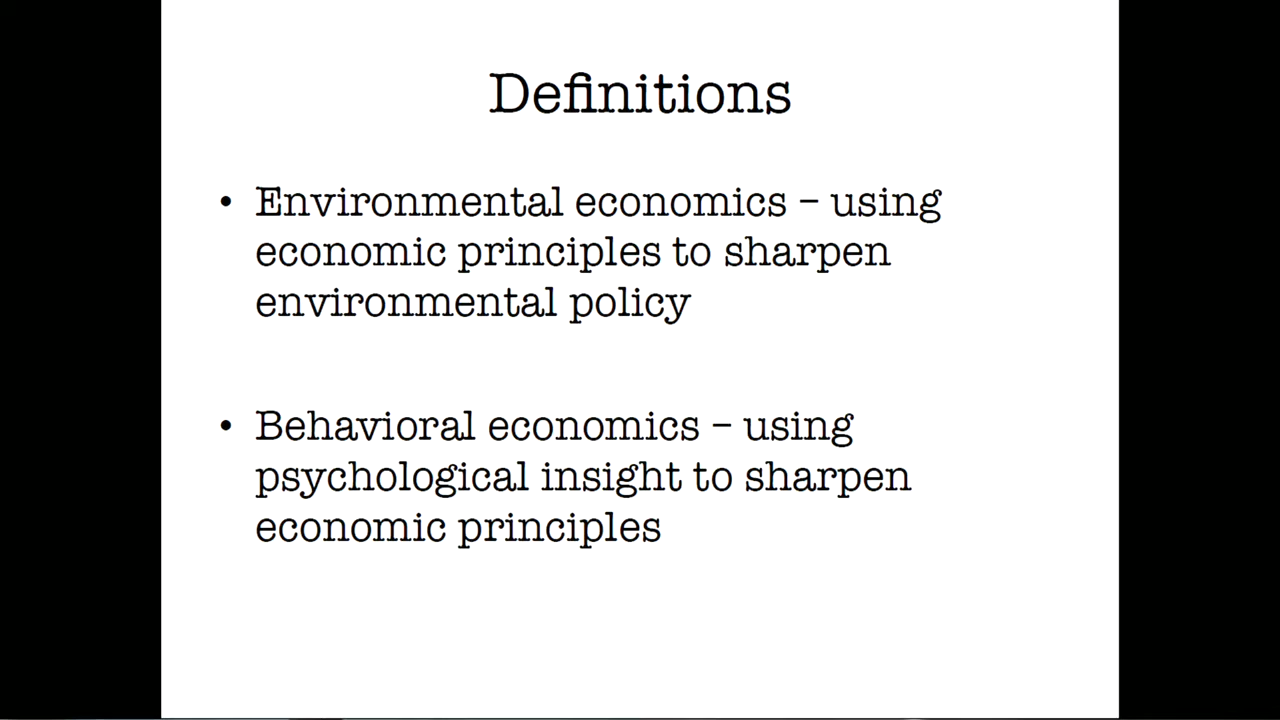 Definitions
• Environmental economics – using
economic principles to sharpen
environmental policy
• Behavioral economics – using
psychological insight to sharpen
economic principles